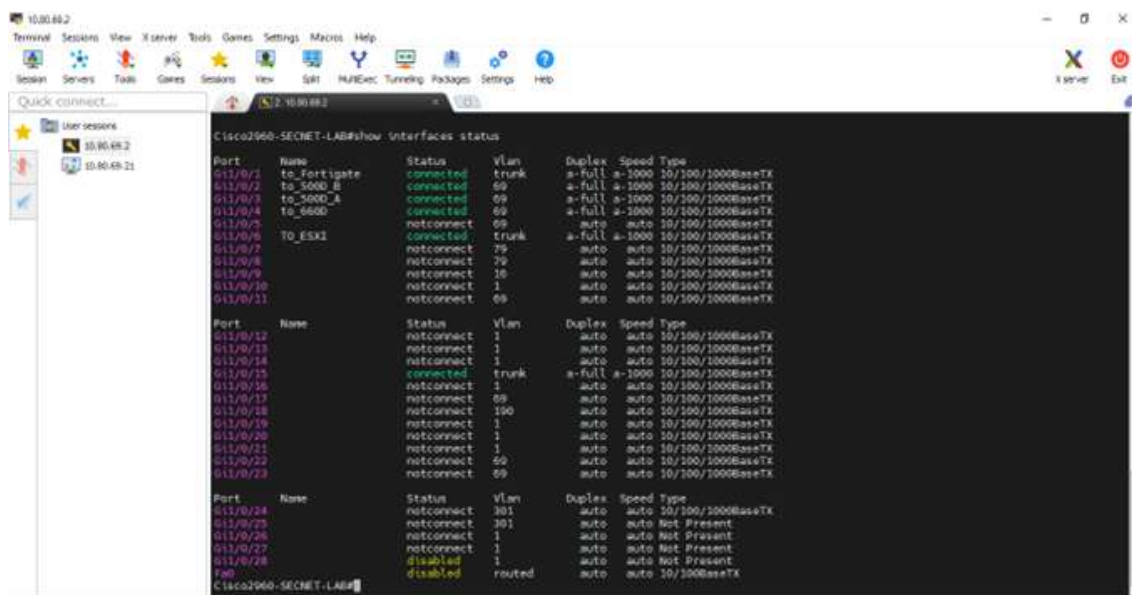 10.80.69.2
Terminal Sessions View X server Tools Games Settings Macros Help
Session Servers Tools Games Sessions View Split MultiExec Tunneling Packages Settings Help X server Exit
Quick connect... 2. 10.80.69.2
User sessions
10.80.69.2
10.80.69.21
Cisco2960-SECNET-LAB#show interfaces status
Port Name Status Vlan Duplex Speed Type
Gi1/0/1 to_Fortigate connected trunk a-full a-1000 10/100/1000BaseTX
Gi1/0/2 to_500D_B connected 69 a-full a-1000 10/100/1000BaseTX
Gi1/0/3 to_500D_A connected 69 a-full a-1000 10/100/1000BaseTX
Gi1/0/4 to_600D connected 69 a-full a-1000 10/100/1000BaseTX
Gi1/0/5 notconnect 69 auto auto 10/100/1000BaseTX
Gi1/0/6 TO_ESXI connected trunk a-full a-1000 10/100/1000BaseTX
Gi1/0/7 notconnect 79 auto auto 10/100/1000BaseTX
Gi1/0/8 notconnect 79 auto auto 10/100/1000BaseTX
Gi1/0/9 notconnect auto auto 10/100/1000BaseTX
Gi1/0/10 notconnect 1 auto auto 10/100/1000BaseTX
Gi1/0/11 notconnect 69 auto auto 10/100/1000BaseTX
Port Name Status Vlan Duplex Speed Type
Gi1/0/12 notconnect 1 auto auto 10/100/1000BaseTX
Gi1/0/13 notconnect 1 auto auto 10/100/1000BaseTX
Gi1/0/14 notconnect 1 auto auto 10/100/1000BaseTX
Gi1/0/15 connected trunk a-full a-1000 10/100/1000BaseTX
Gi1/0/16 notconnect 1 auto auto 10/100/1000BaseTX
Gi1/0/17 notconnect 69 auto auto 10/100/1000BaseTX
Gi1/0/18 notconnect 190 auto auto 10/100/1000BaseTX
Gi1/0/19 notconnect 1 auto auto 10/100/1000BaseTX
Gi1/0/20 notconnect 1 auto auto 10/100/1000BaseTX
Gi1/0/21 notconnect 1 auto auto 10/100/1000BaseTX
Gi1/0/22 notconnect 69 auto auto 10/100/1000BaseTX
Gi1/0/23 notconnect 69 auto auto 10/100/1000BaseTX
Port Name Status Vlan Duplex Speed Type
Gi1/0/24 notconnect 301 auto auto 10/100/1000BaseTX
Gi1/0/25 notconnect 301 auto auto Not Present
Gi1/0/26 notconnect 1 auto auto Not Present
Gi1/0/27 notconnect 1 auto auto Not Present
Gi1/0/28 disabled 1 auto auto Not Present
Fa0 disabled routed auto auto 10/100BaseTX
Cisco2960-SECNET-LAB#